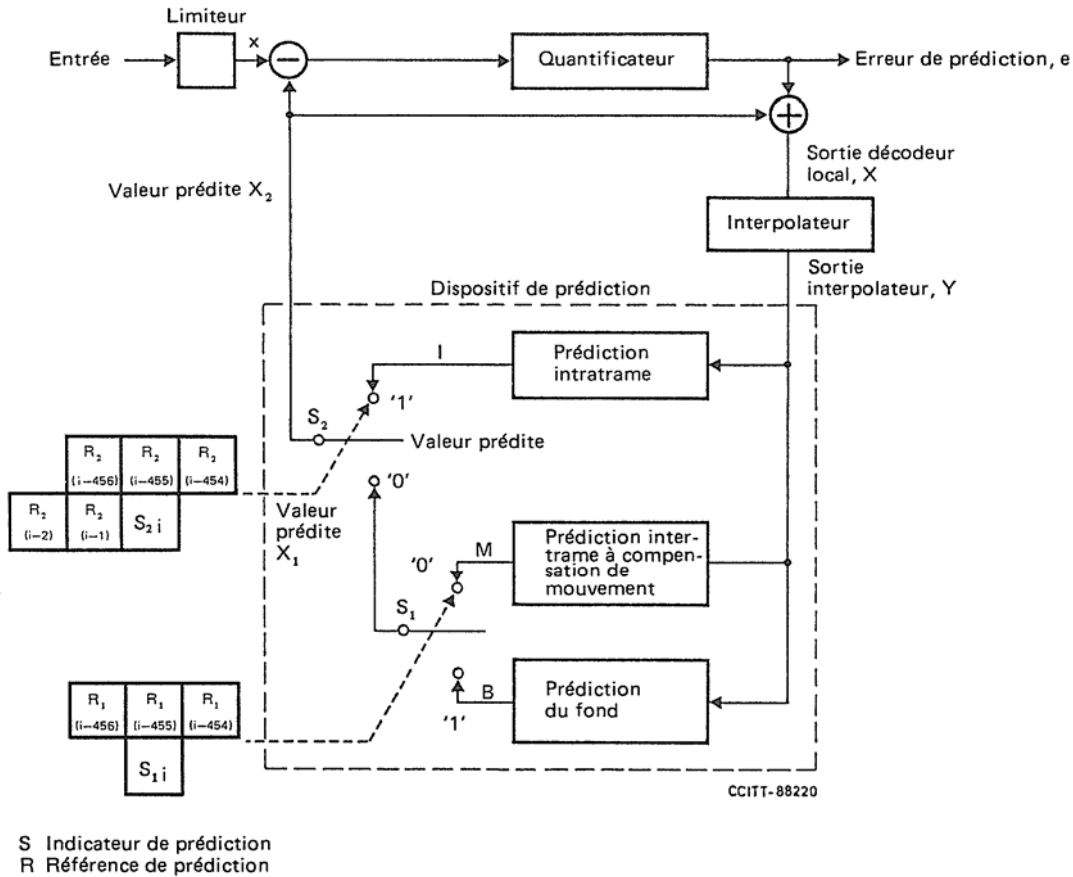 Limiteur
Entrée
x
Quantificateur
Erreur de prédiction, e
Sortie décodeur
local, X
Valeur prédite X₂
Interpolateur
Sortie
interpolateur, Y
Dispositif de prédiction
I
Prédiction
intratrame
'1'
S₂
Valeur prédite
R₂ R₂ R₂
(i–456) (i–455) (i–454)
R₂ R₂ S₂i
(i–2) (i–1)
'0'
Valeur
prédite
X₁
'0'
M
Prédiction inter-
trame à compen-
sation de
mouvement
S₁
R₁ R₁ R₁
(i–456) (i–455) (i–454)
S₁i
B
'1'
Prédiction
du fond
CCITT-88220
S Indicateur de prédiction
R Référence de prédiction